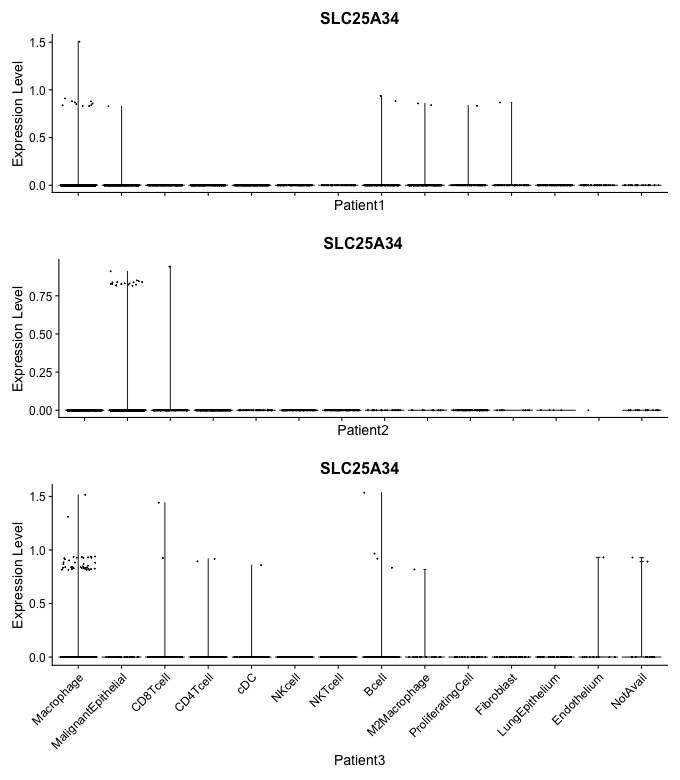 SLC25A34
Expression Level
1.5
1.0
0.5
0.0
Patient1
SLC25A34
Expression Level
0.75
0.50
0.25
0.00
Patient2
SLC25A34
Expression Level
1.5
1.0
0.5
0.0
Macrophage
MalignantEpithelial
CD8Tcell
CD4Tcell
cDC
NKcell
NKTcell
Bcell
M2Macrophage
ProliferatingCell
Fibroblast
LungEpithelium
Endothelium
NotAvail
Patient3